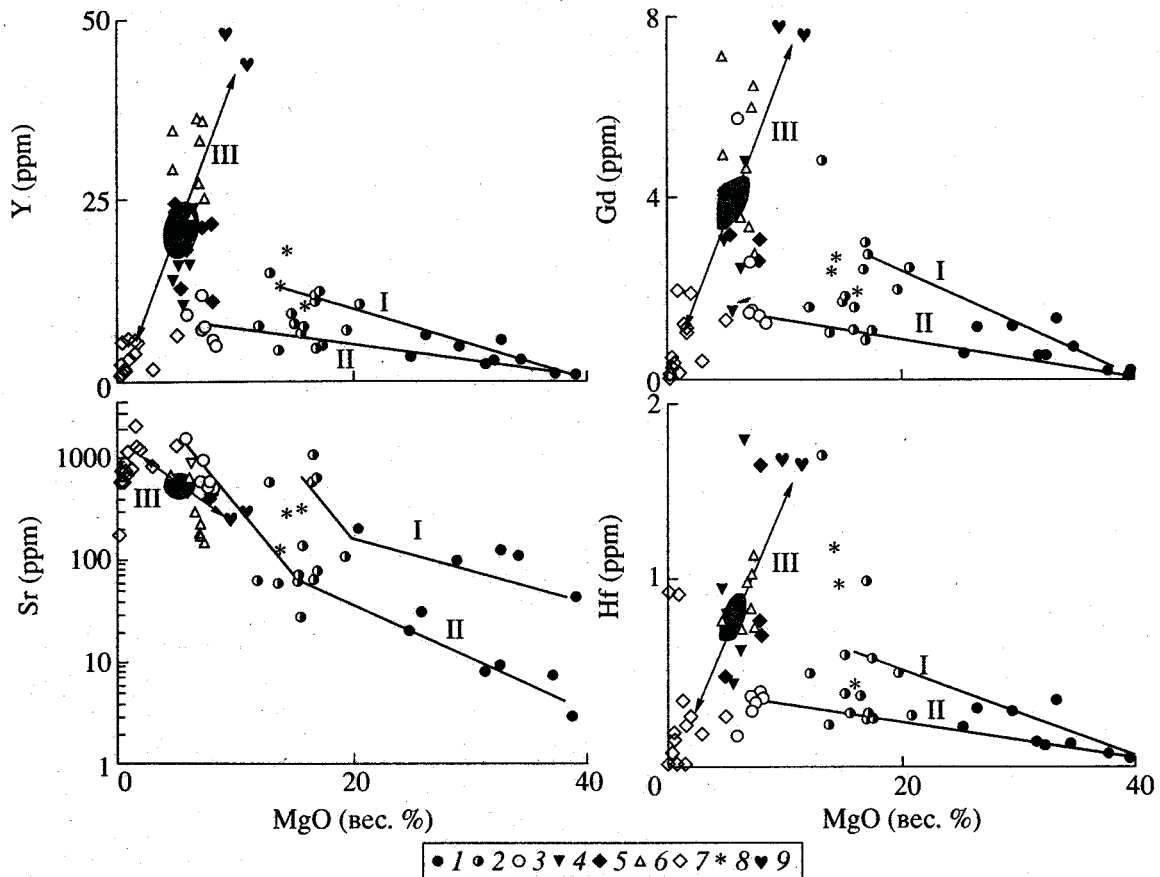 50
25
0
Y (ppm)
III
I
II
8
4
0
Gd (ppm)
III
I
II
1000
100
10
1
Sr (ppm)
III
I
II
0
20
40
MgO (вес. %)
2
1
0
Hf (ppm)
III
I
II
20
40
MgO (вес. %)
1 2 3 4 5 6 7 8 9